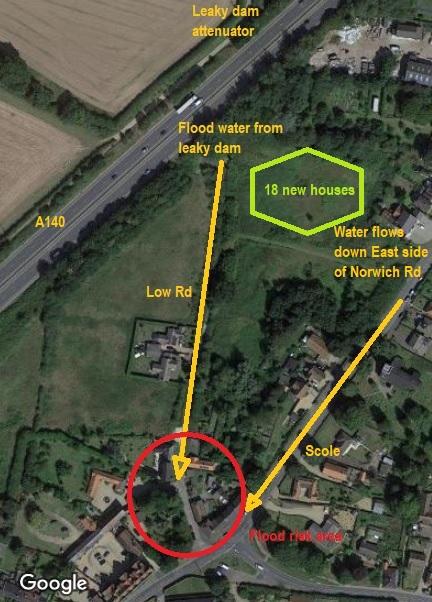 Leaky dam
attenuator
Flood water from
leaky dam
18 new houses
A140
Water flows
down East side
of Norwich Rd
Low Rd
Scole
Flood risk area
Google